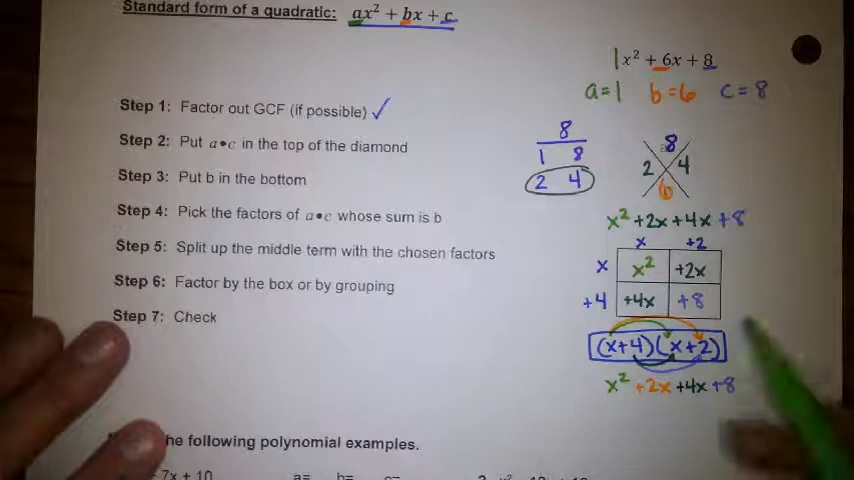 Standard form of a quadratic: ax² + bx + c
1x² + 6x + 8
a=1 b=6 c=8
Step 1: Factor out GCF (if possible) ✓
Step 2: Put a•c in the top of the diamond
Step 3: Put b in the bottom
Step 4: Pick the factors of a•c whose sum is b
Step 5: Split up the middle term with the chosen factors
Step 6: Factor by the box or by grouping
Step 7: Check
8
1 8
2 4
8
2 4
6
x²+2x+4x+8
x +2
x x² +2x
+4 +4x +8
(x+4)(x+2)
x²+2x+4x+8
the following polynomial examples.
7x + 10 a= b= c=